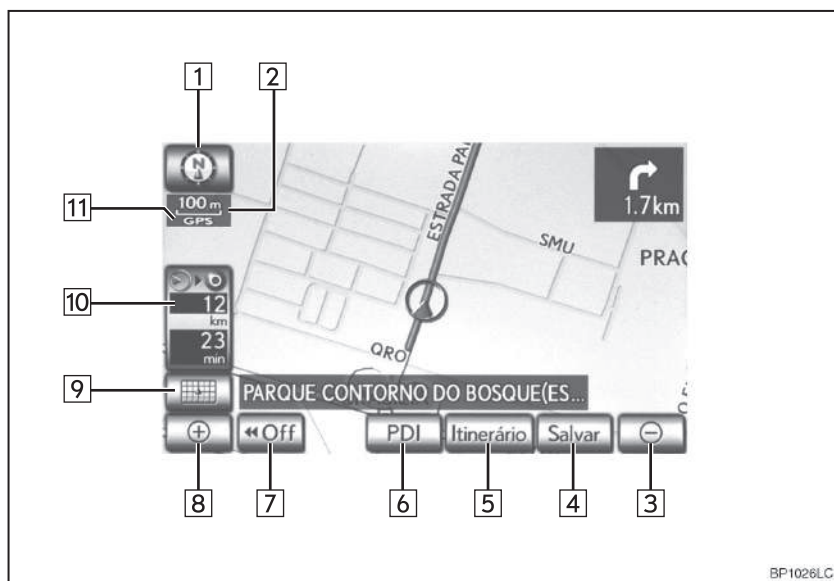 1
2
N
100 m
GPS
11
ESTRADA PA
1.7km
SMU
PRAÇ
10
12
km
23
min
QRO
9
PARQUE CONTORNO DO BOSQUE(ES...
⊕
◀◀Off
PDI
Itinerário
Salvar
⊖
8
7
6
5
4
3
BP1026LC